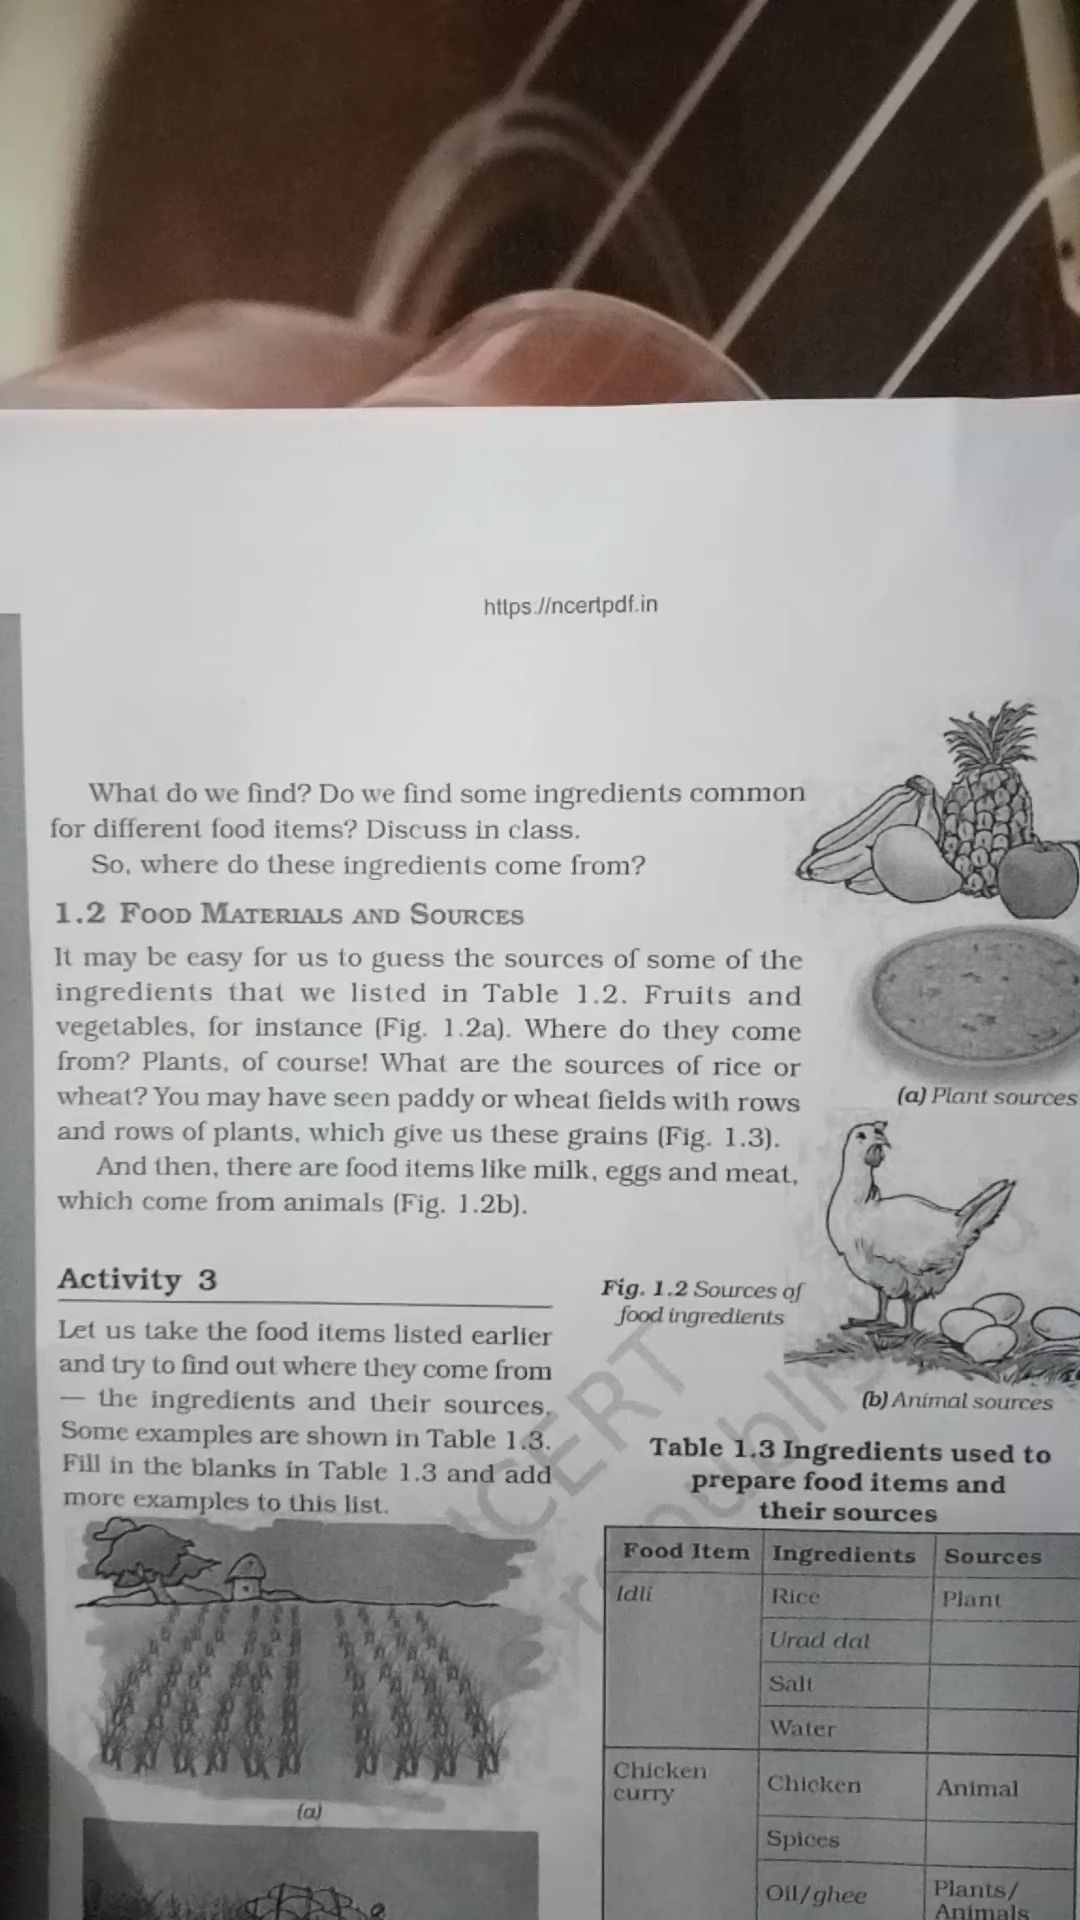 https://ncertpdf.in
What do we find? Do we find some ingredients common
for different food items? Discuss in class.
So, where do these ingredients come from?
1.2 FOOD MATERIALS AND SOURCES
It may be easy for us to guess the sources of some of the
ingredients that we listed in Table 1.2. Fruits and
vegetables, for instance (Fig. 1.2a). Where do they come
from? Plants, of course! What are the sources of rice or
wheat? You may have seen paddy or wheat fields with rows
and rows of plants, which give us these grains (Fig. 1.3).
And then, there are food items like milk, eggs and meat,
which come from animals (Fig. 1.2b).
(a) Plant sources
Fig. 1.2 Sources of
food ingredients
(b) Animal sources
Activity 3
Let us take the food items listed earlier
and try to find out where they come from
— the ingredients and their sources.
Some examples are shown in Table 1.3.
Fill in the blanks in Table 1.3 and add
more examples to this list.
(a)
Table 1.3 Ingredients used to
prepare food items and
their sources
Food Item Ingredients Sources
Idli Rice Plant
Urad dal
Salt
Water
Chicken
curry Chicken Animal
Spices
Oil/ghee Plants/
Animals
NCERT
republis